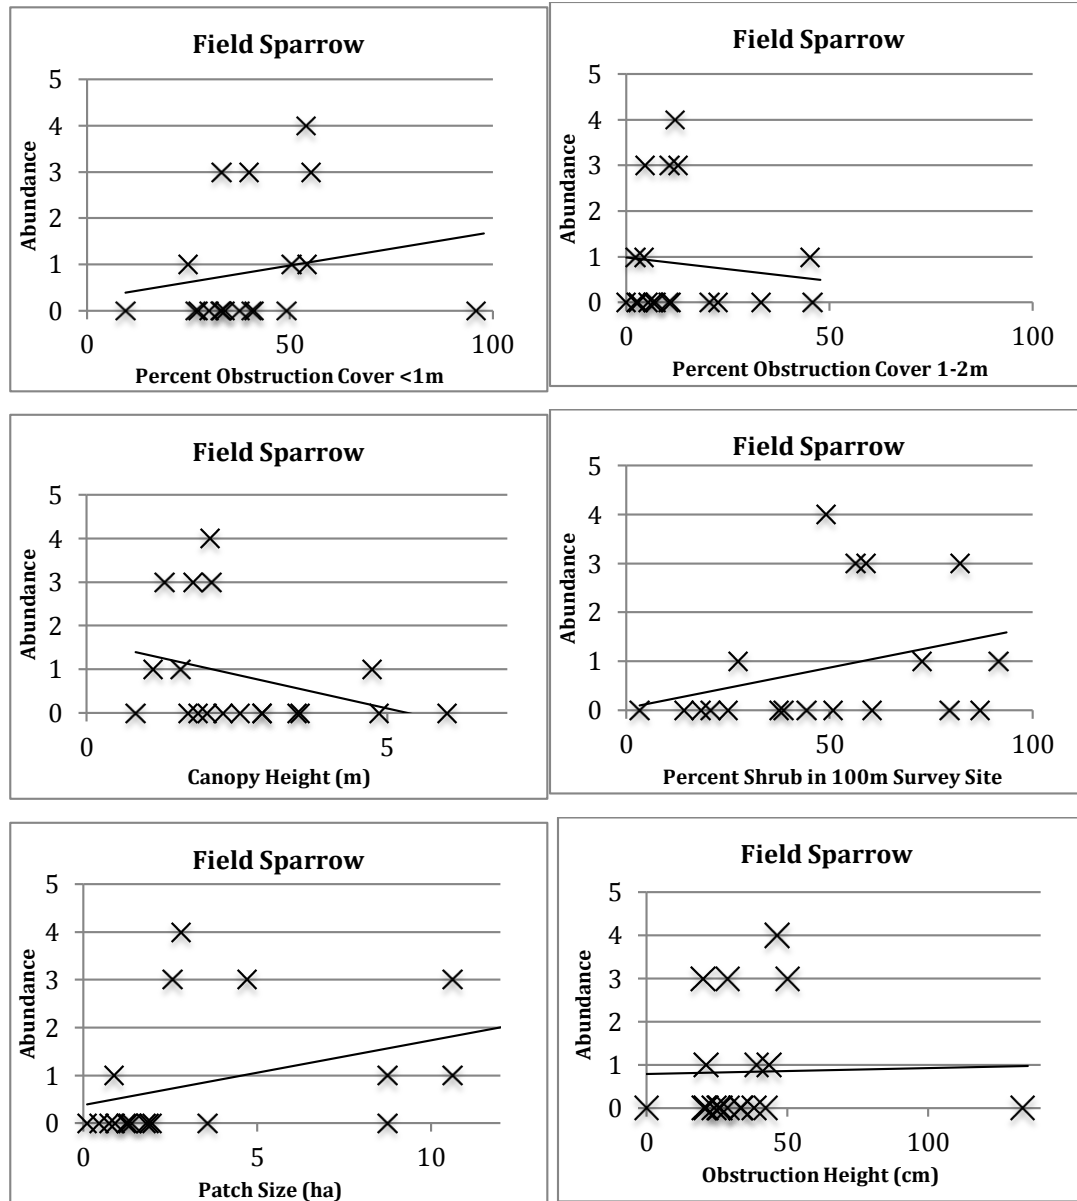 Field Sparrow
5
4
3
2
1
0
Abundance
0 50 100
Percent Obstruction Cover <1m
Field Sparrow
5
4
3
2
1
0
Abundance
0 50 100
Percent Obstruction Cover 1-2m
Field Sparrow
5
4
3
2
1
0
Abundance
0 5
Canopy Height (m)
Field Sparrow
5
4
3
2
1
0
Abundance
0 50 100
Percent Shrub in 100m Survey Site
Field Sparrow
5
4
3
2
1
0
Abundance
0 5 10
Patch Size (ha)
Field Sparrow
5
4
3
2
1
0
Abundance
0 50 100
Obstruction Height (cm)